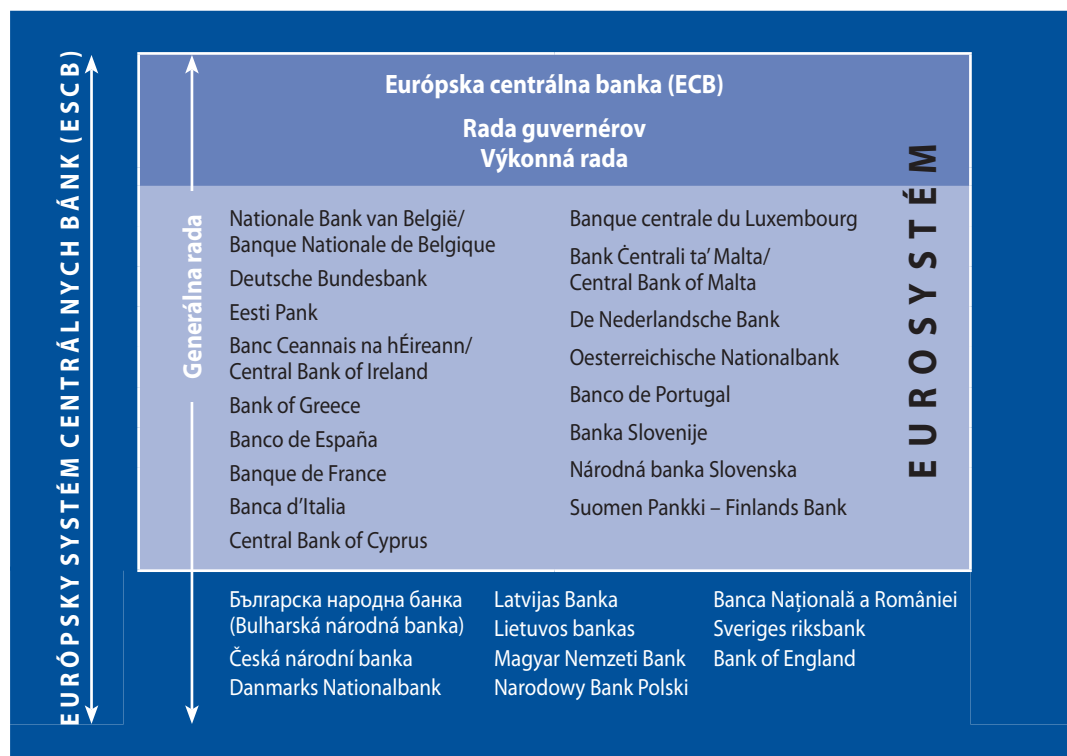 EURÓPSKY SYSTÉM CENTRÁLNYCH BÁNK (ESCB)
Generálna rada
Európska centrálna banka (ECB)
Rada guvernérov
Výkonná rada
Nationale Bank van België/
Banque Nationale de Belgique
Deutsche Bundesbank
Eesti Pank
Banc Ceannais na hÉireann/
Central Bank of Ireland
Bank of Greece
Banco de España
Banque de France
Banca d’Italia
Central Bank of Cyprus
Banque centrale du Luxembourg
Bank Ċentrali ta’ Malta/
Central Bank of Malta
De Nederlandsche Bank
Oesterreichische Nationalbank
Banco de Portugal
Banka Slovenije
Národná banka Slovenska
Suomen Pankki – Finlands Bank
EUROSYSTÉM
Българска народна банка
(Bulharská národná banka)
Česká národní banka
Danmarks Nationalbank
Latvijas Banka
Lietuvos bankas
Magyar Nemzeti Bank
Narodowy Bank Polski
Banca Națională a României
Sveriges riksbank
Bank of England